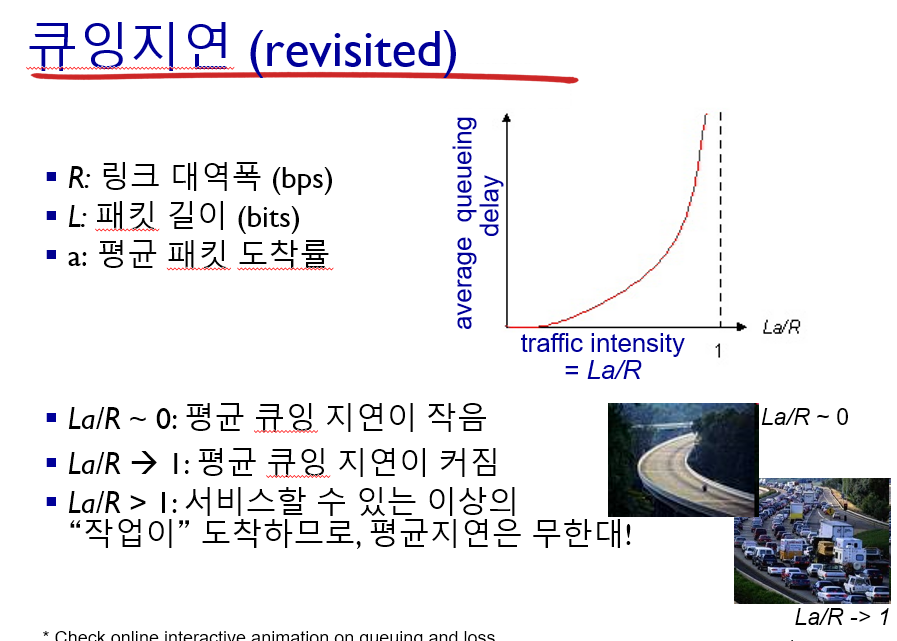 큐잉지연 (revisited)
R: 링크 대역폭 (bps)
L: 패킷 길이 (bits)
a: 평균 패킷 도착률
average queueing
delay
La/R
traffic intensity
= La/R
1
La/R ~ 0: 평균 큐잉 지연이 작음
La/R → 1: 평균 큐잉 지연이 커짐
La/R > 1: 서비스할 수 있는 이상의
“작업이” 도착하므로, 평균지연은 무한대!
La/R ~ 0
La/R -> 1
* Check online interactive animation on queuing and loss